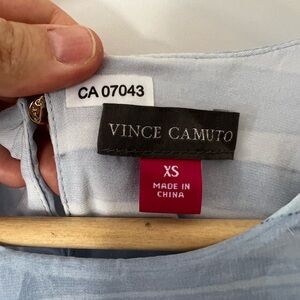 CA 07043
VINCE CAMUTO
XS
MADE IN
CHINA